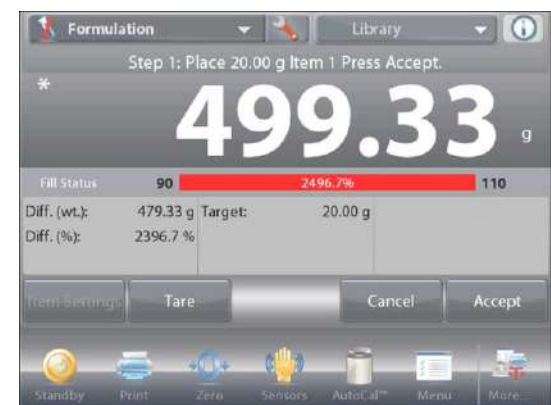 Formulation
Library
Step 1: Place 20.00 g Item 1 Press Accept.
*
499.33 g
Fill Status 90 2496.7% 110
Diff. (wt.): 479.33 g Target: 20.00 g
Diff. (%): 2396.7 %
Item Settings Tare Cancel Accept
Standby Print Zero Sensors AutoCal™ Menu More...